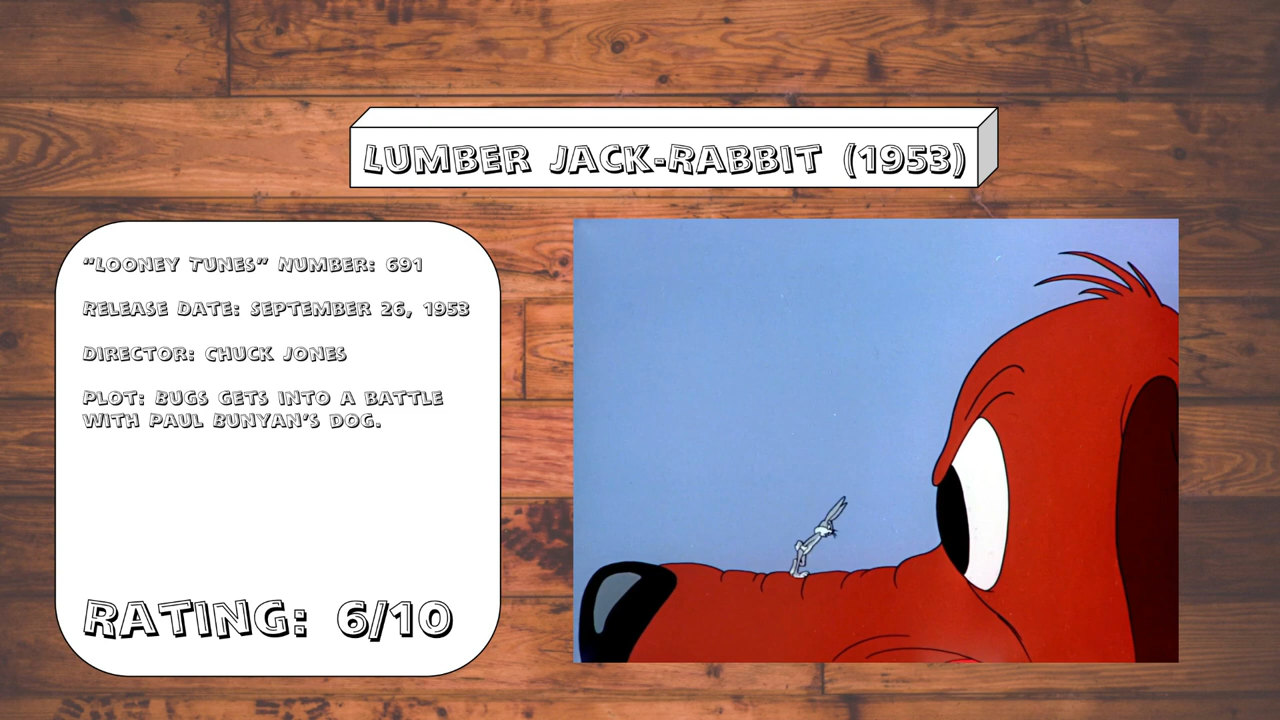 LUMBER JACK-RABBIT (1953)
“LOONEY TUNES” NUMBER: 691
RELEASE DATE: SEPTEMBER 26, 1953
DIRECTOR: CHUCK JONES
PLOT: BUGS GETS INTO A BATTLE
WITH PAUL BUNYAN’S DOG.
RATING: 6/10